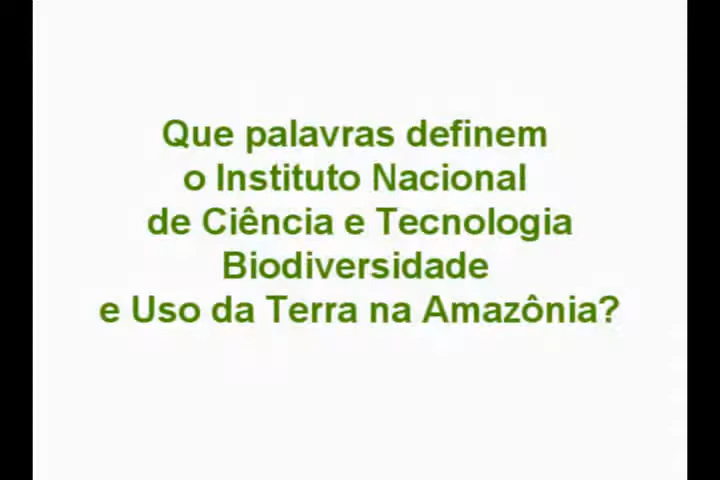 Que palavras definem
o Instituto Nacional
de Ciência e Tecnologia
Biodiversidade
e Uso da Terra na Amazônia?